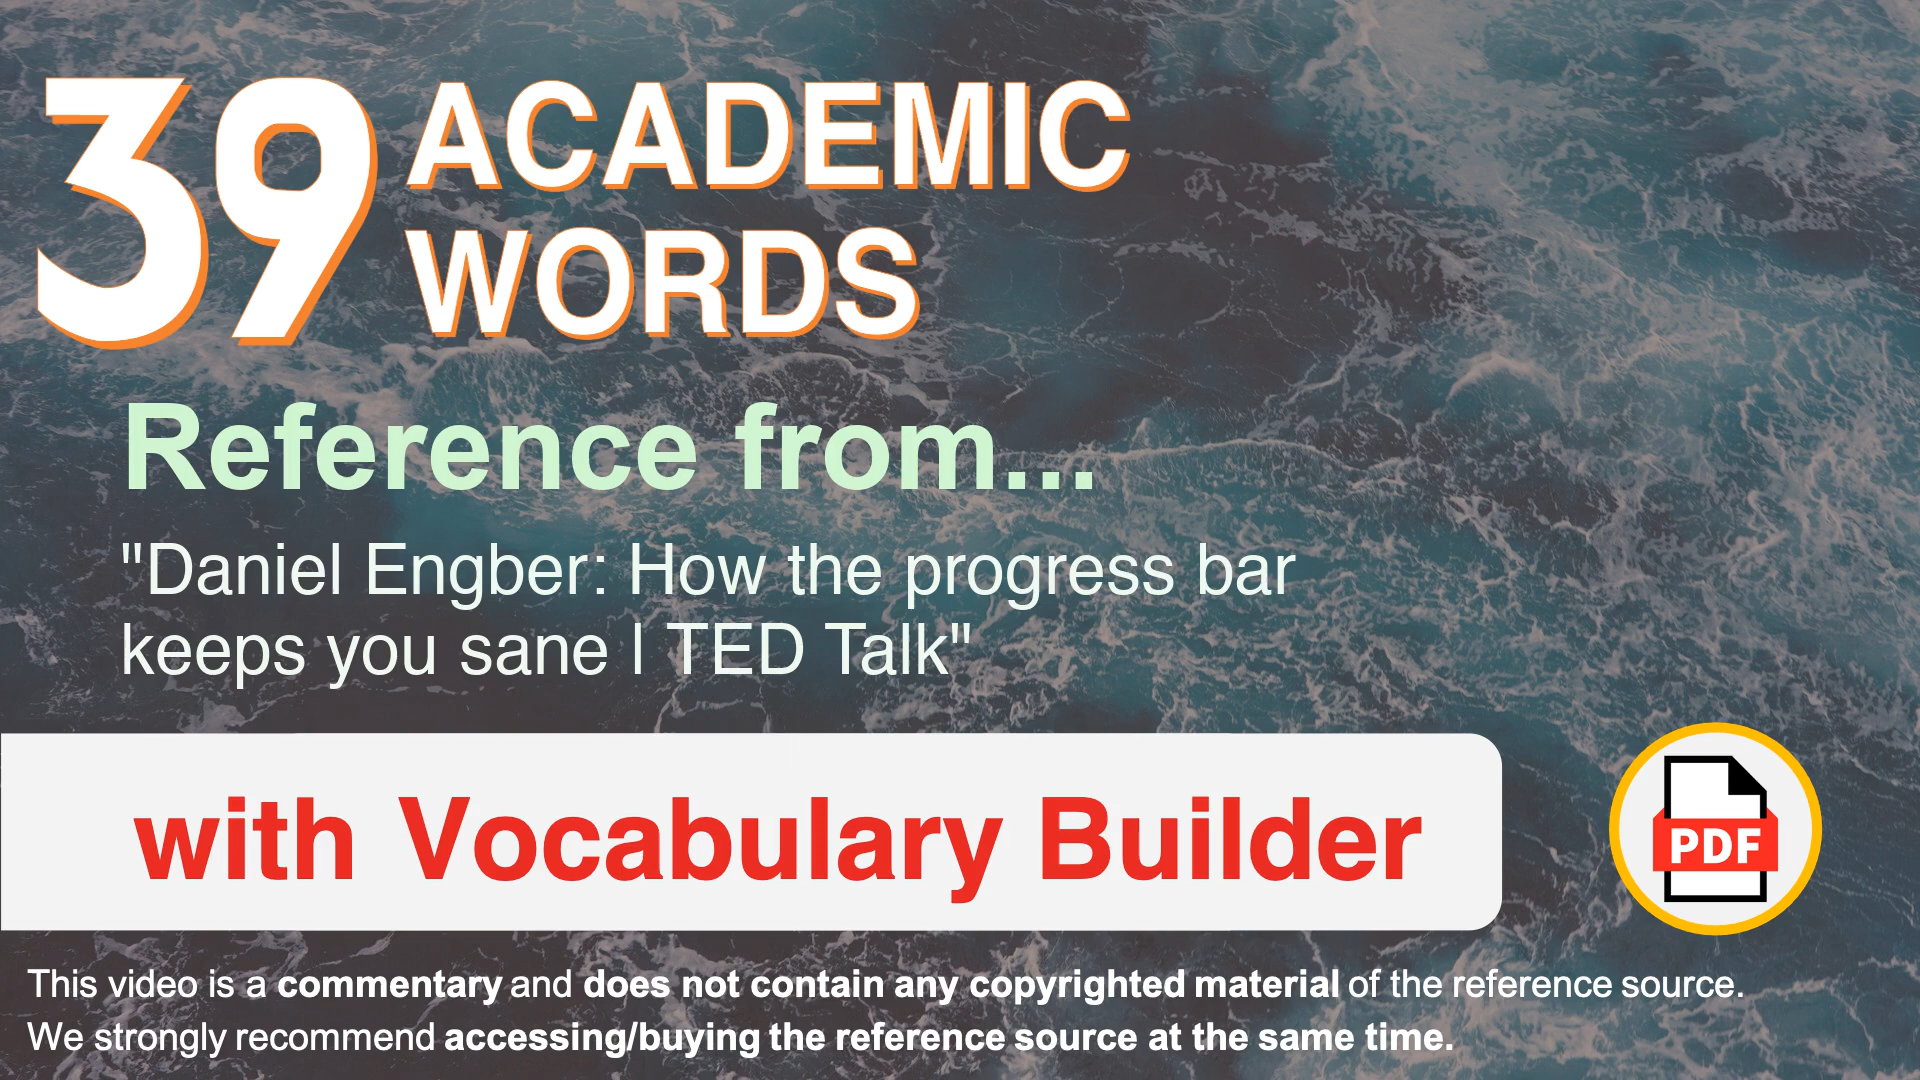 39 ACADEMIC
WORDS
Reference from...
"Daniel Engber: How the progress bar
keeps you sane | TED Talk"
with Vocabulary Builder
PDF
This video is a commentary and does not contain any copyrighted material of the reference source.
We strongly recommend accessing/buying the reference source at the same time.